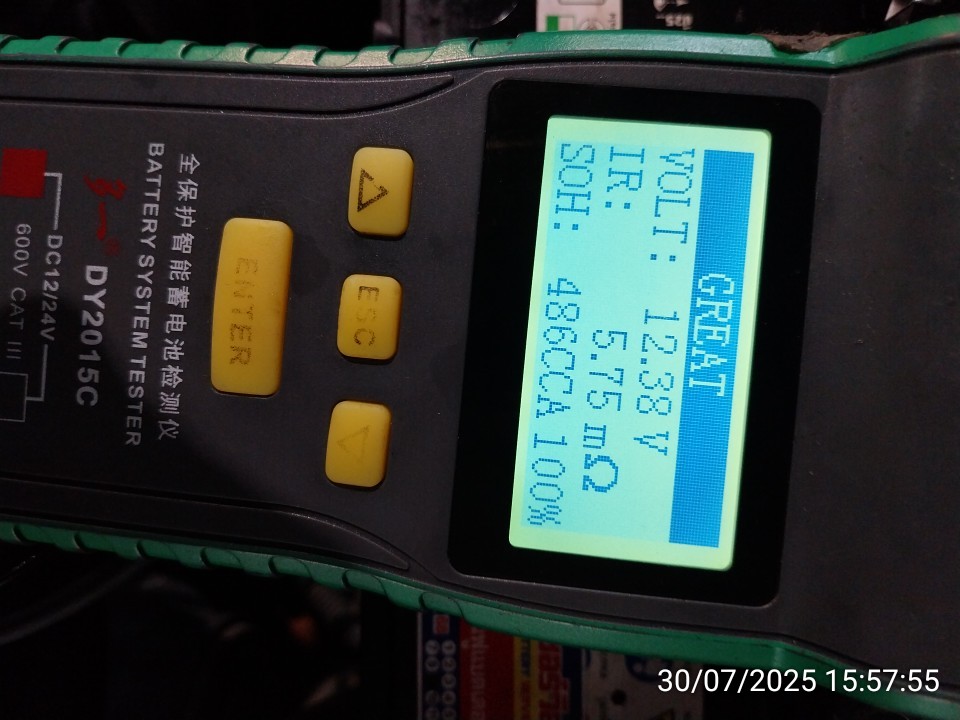 GREAT
VOLT: 12.38 V
IR: 5.75 mΩ
SOH: 486CCA 100%
ESC
ENTER
全保护智能蓄电池检测仪
BATTERY SYSTEM TESTER
DY2015C
DC12/24V
600V CAT III
30/07/2025 15:57:55